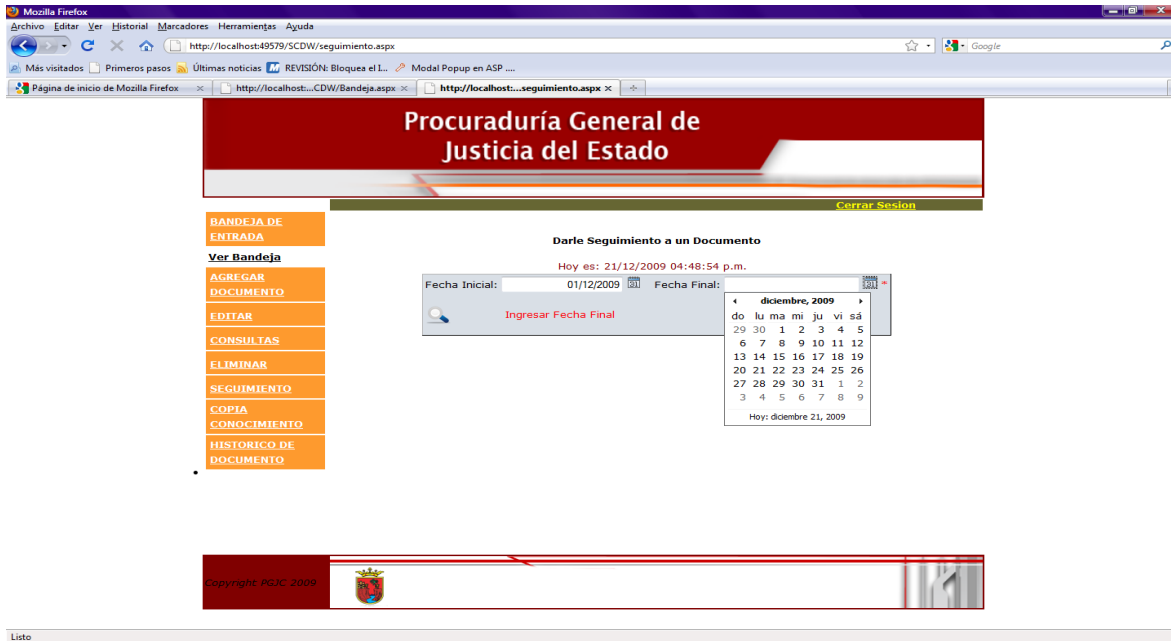 Mozilla Firefox
Archivo Editar Ver Historial Marcadores Herramientas Ayuda
http://localhost:49579/SCDW/seguimiento.aspx
Google
Más visitados Primeros pasos Últimas noticias REVISIÓN: Bloquea el I... Modal Popup en ASP ....
Página de inicio de Mozilla Firefox http://localhost:...CDW/Bandeja.aspx http://localhost:...seguimiento.aspx
Procuraduría General de
Justicia del Estado
Cerrar Sesion
BANDEJA DE
ENTRADA
Ver Bandeja
AGREGAR
DOCUMENTO
EDITAR
CONSULTAS
ELIMINAR
SEGUIMIENTO
COPIA
CONOCIMIENTO
HISTORICO DE
DOCUMENTO
Darle Seguimiento a un Documento
Hoy es: 21/12/2009 04:48:54 p.m.
Fecha Inicial: 01/12/2009 Fecha Final: *
Ingresar Fecha Final
diciembre, 2009
do lu ma mi ju vi sá
29 30 1 2 3 4 5
6 7 8 9 10 11 12
13 14 15 16 17 18 19
20 21 22 23 24 25 26
27 28 29 30 31 1 2
3 4 5 6 7 8 9
Hoy: diciembre 21, 2009
Copyright PGJC 2009
Listo